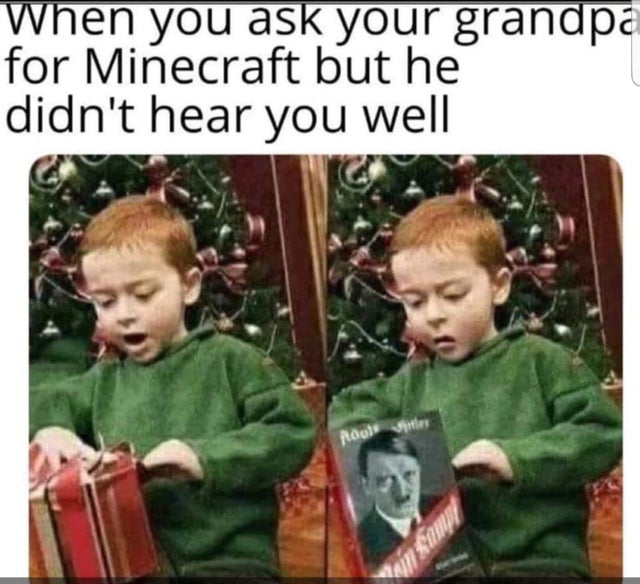 When you ask your grandpa
for Minecraft but he
didn't hear you well
Adolf Hitler
Mein Kampf